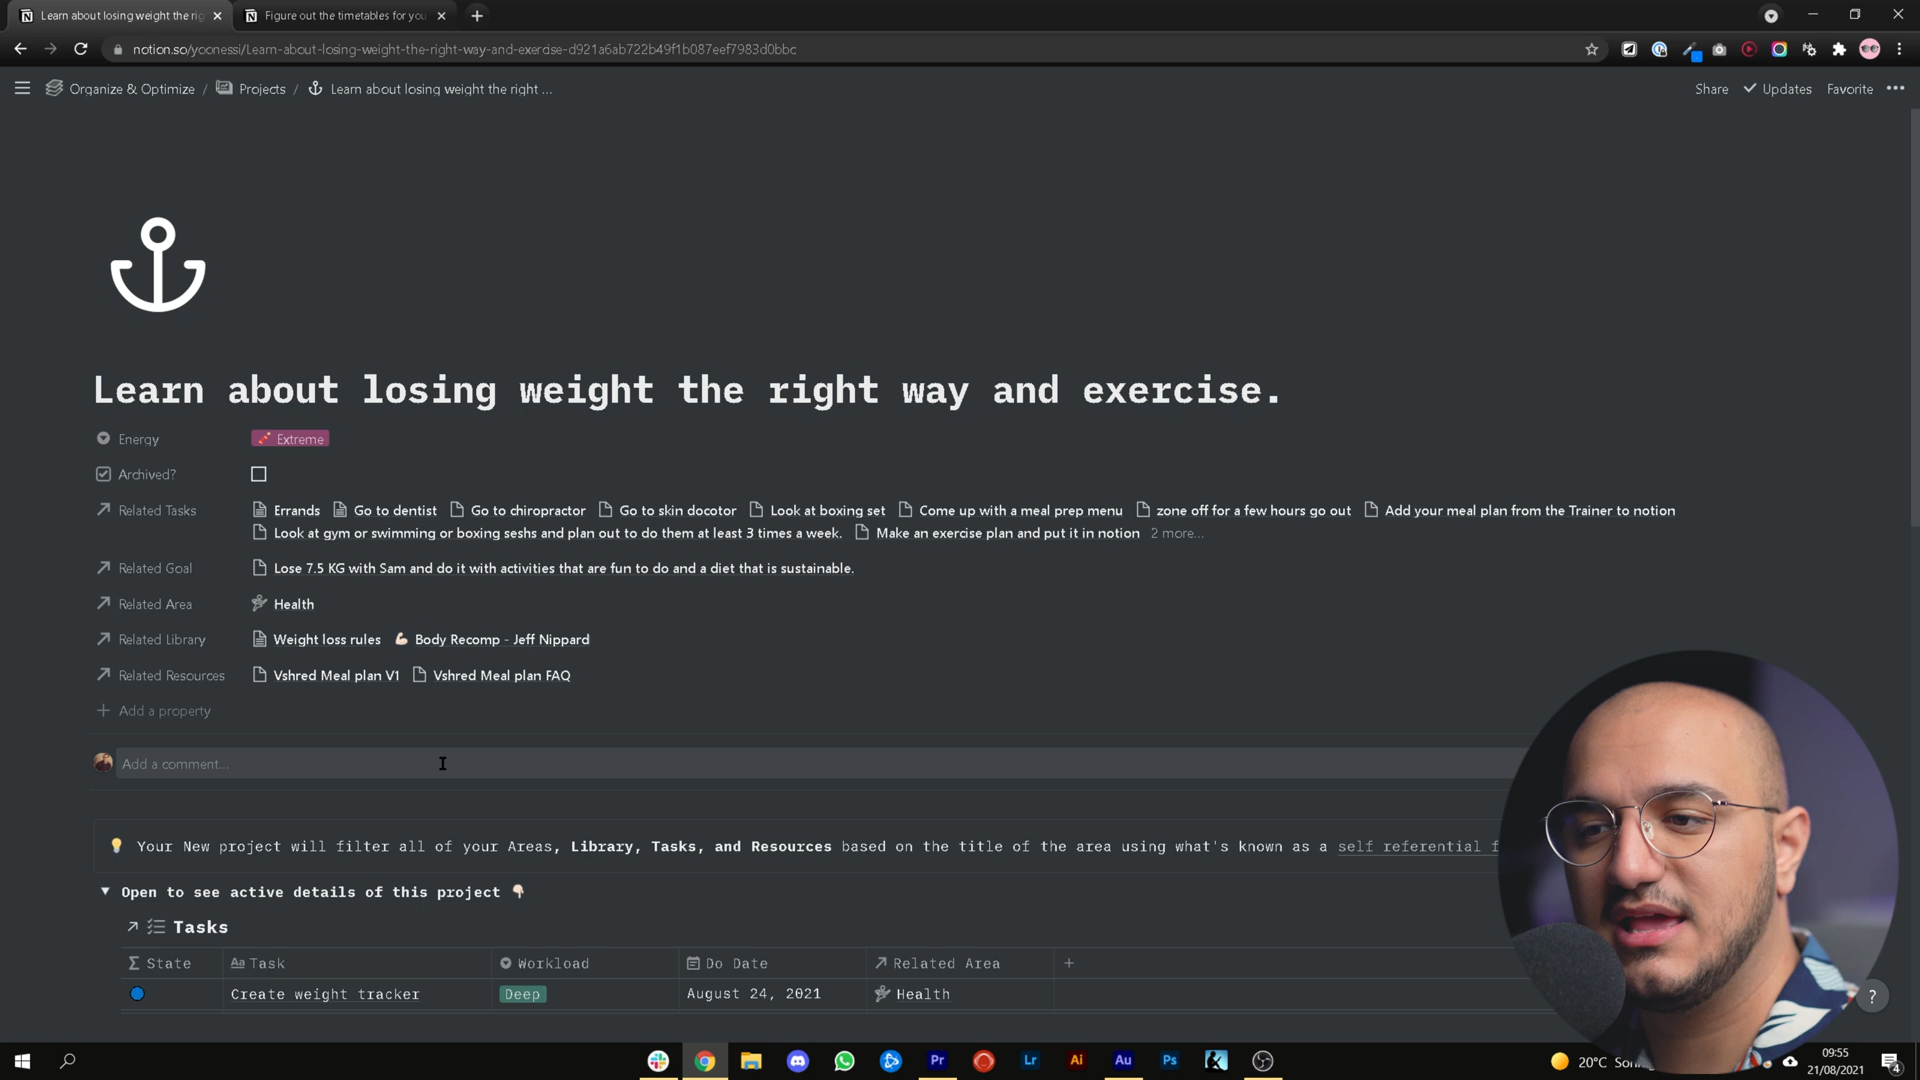 Learn about losing weight the rig
Figure out the timetables for you
notion.so/yoonessi/Learn-about-losing-weight-the-right-way-and-exercise-d921a6ab722b49f1b087eef7983d0bbc
Organize & Optimize / Projects / Learn about losing weight the right ...
Share Updates Favorite
Learn about losing weight the right way and exercise.
Energy Extreme
Archived?
Related Tasks Errands Go to dentist Go to chiropractor Go to skin docotor Look at boxing set Come up with a meal prep menu zone off for a few hours go out Add your meal plan from the Trainer to notion
Look at gym or swimming or boxing seshs and plan out to do them at least 3 times a week. Make an exercise plan and put it in notion 2 more...
Related Goal Lose 7.5 KG with Sam and do it with activities that are fun to do and a diet that is sustainable.
Related Area Health
Related Library Weight loss rules Body Recomp - Jeff Nippard
Related Resources Vshred Meal plan V1 Vshred Meal plan FAQ
Add a property
Add a comment...
Your New project will filter all of your Areas, Library, Tasks, and Resources based on the title of the area using what's known as a self referential f
Open to see active details of this project
Tasks
State Aa Task Workload Do Date Related Area
Create weight tracker Deep August 24, 2021 Health
?
Pr Lr Ai Au Ps
20°C
09:55
21/08/2021
4